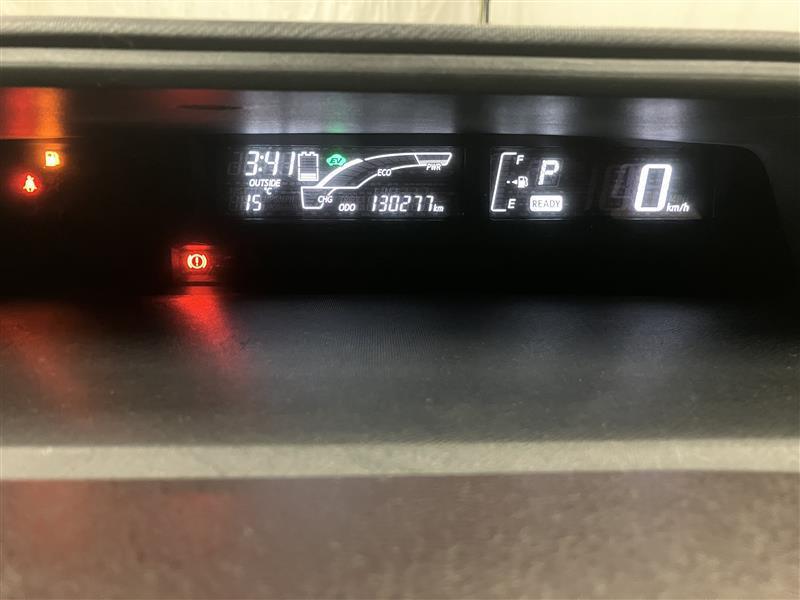 3:41 EV PWR
ECO
OUTSIDE
°C
15 CHG ODO 130277 km
F P
E READY 0 km/h